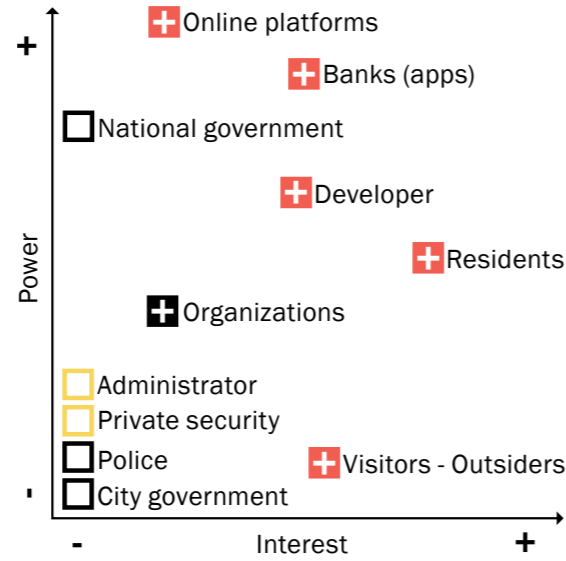 Online platforms
+
Banks (apps)
National government
Developer
Power
Residents
Organizations
Administrator
Private security
Police
Visitors - Outsiders
-
City government
- Interest +